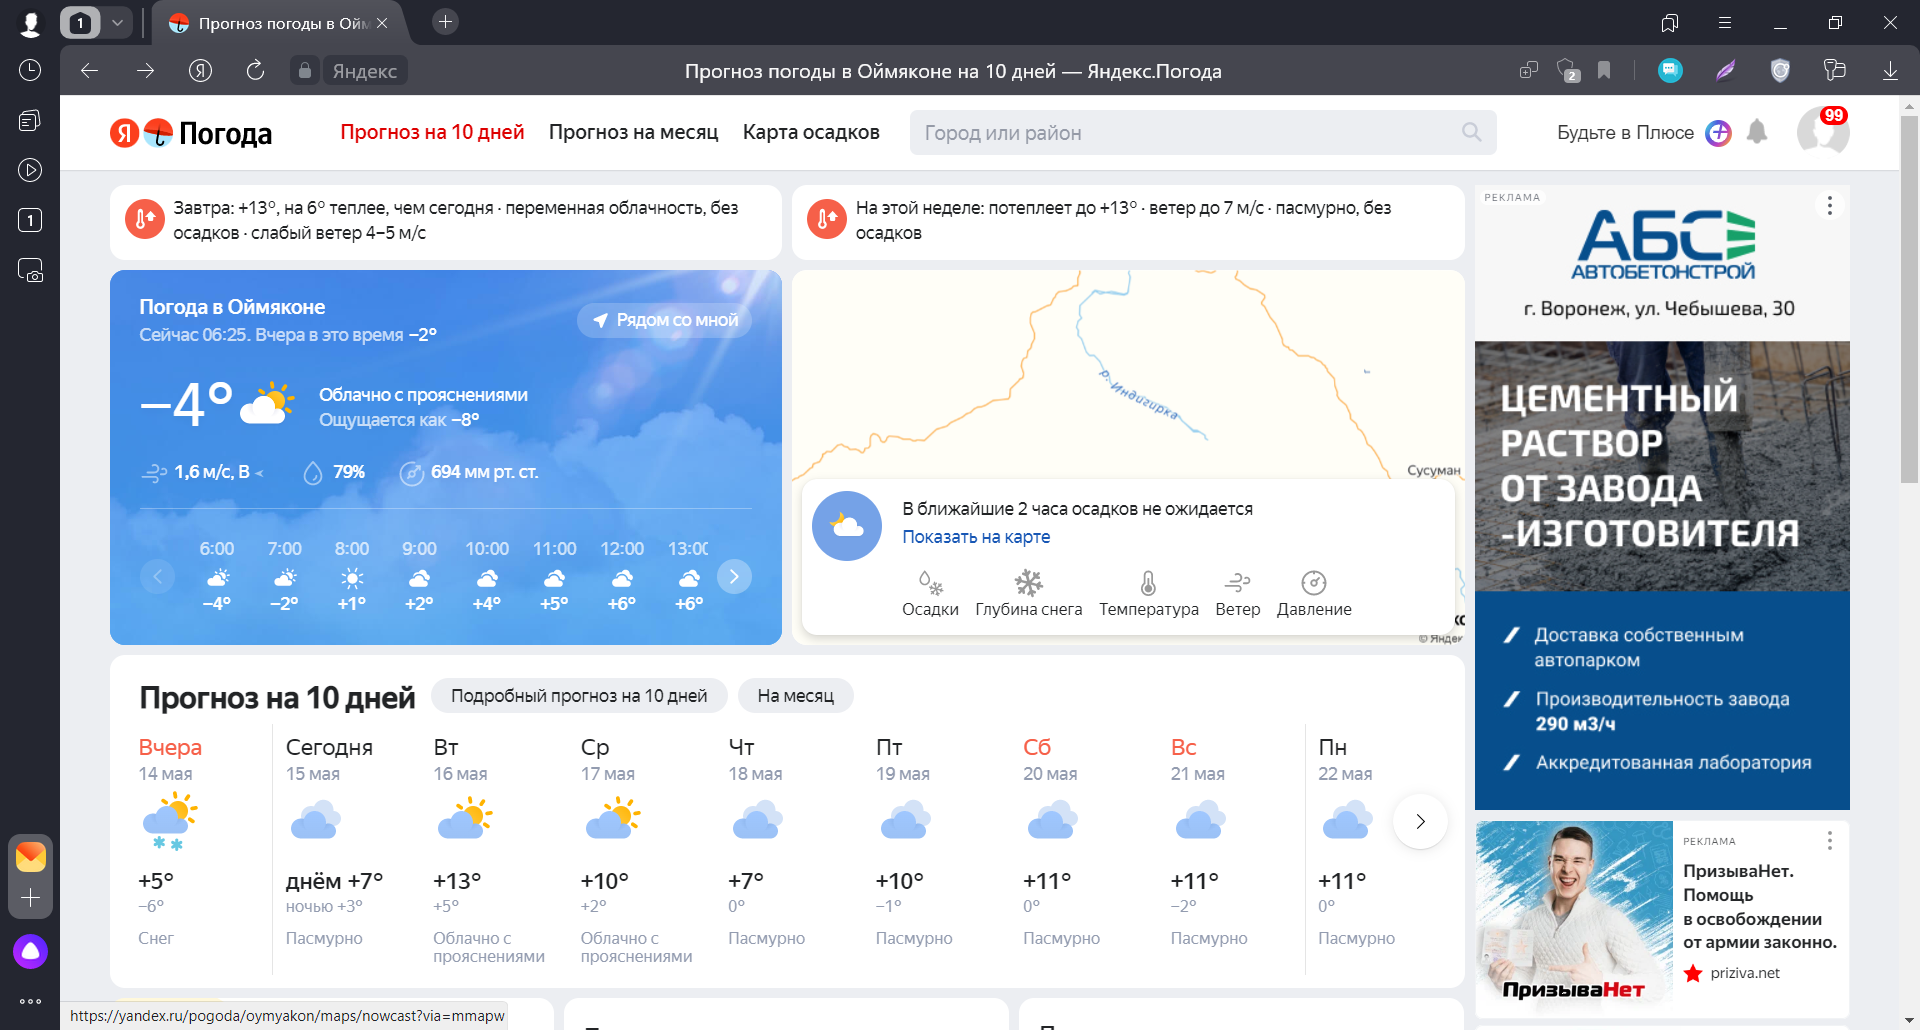 1
Прогноз погоды в Ойм
Яндекс
Прогноз погоды в Оймяконе на 10 дней — Яндекс.Погода
2
1
Я Погода
Прогноз на 10 дней
Прогноз на месяц
Карта осадков
Город или район
Будьте в Плюсе
99
Завтра: +13°, на 6° теплее, чем сегодня · переменная облачность, без
осадков · слабый ветер 4–5 м/с
На этой неделе: потеплеет до +13° · ветер до 7 м/с · пасмурно, без
осадков
Погода в Оймяконе
Сейчас 06:25. Вчера в это время −2°
Рядом со мной
−4°
Облачно с прояснениями
Ощущается как −8°
1,6 м/с, В
79%
694 мм рт. ст.
6:00 7:00 8:00 9:00 10:00 11:00 12:00 13:00
−4° −2° +1° +2° +4° +5° +6° +6°
р. Индигирка
Сусуман
В ближайшие 2 часа осадков не ожидается
Показать на карте
Осадки Глубина снега Температура Ветер Давление
© Яндек
Прогноз на 10 дней
Подробный прогноз на 10 дней
На месяц
Вчера Сегодня Вт Ср Чт Пт Сб Вс Пн
14 мая 15 мая 16 мая 17 мая 18 мая 19 мая 20 мая 21 мая 22 мая
+5° днём +7° +13° +10° +7° +10° +11° +11° +11°
−6° ночью +3° +5° +2° 0° −1° 0° −2° 0°
Снег Пасмурно Облачно с Облачно с Пасмурно Пасмурно Пасмурно Пасмурно Пасмурно
прояснениями прояснениями
РЕКЛАМА
АБС
АВТОБЕТОНСТРОЙ
г. Воронеж, ул. Чебышева, 30
ЦЕМЕНТНЫЙ
РАСТВОР
ОТ ЗАВОДА
-ИЗГОТОВИТЕЛЯ
Доставка собственным
автопарком
Производительность завода
290 м3/ч
Аккредитованная лаборатория
РЕКЛАМА
ПризываНет.
Помощь
в освобождении
от армии законно.
priziva.net
ПризываНет
https://yandex.ru/pogoda/oymyakon/maps/nowcast?via=mmapw